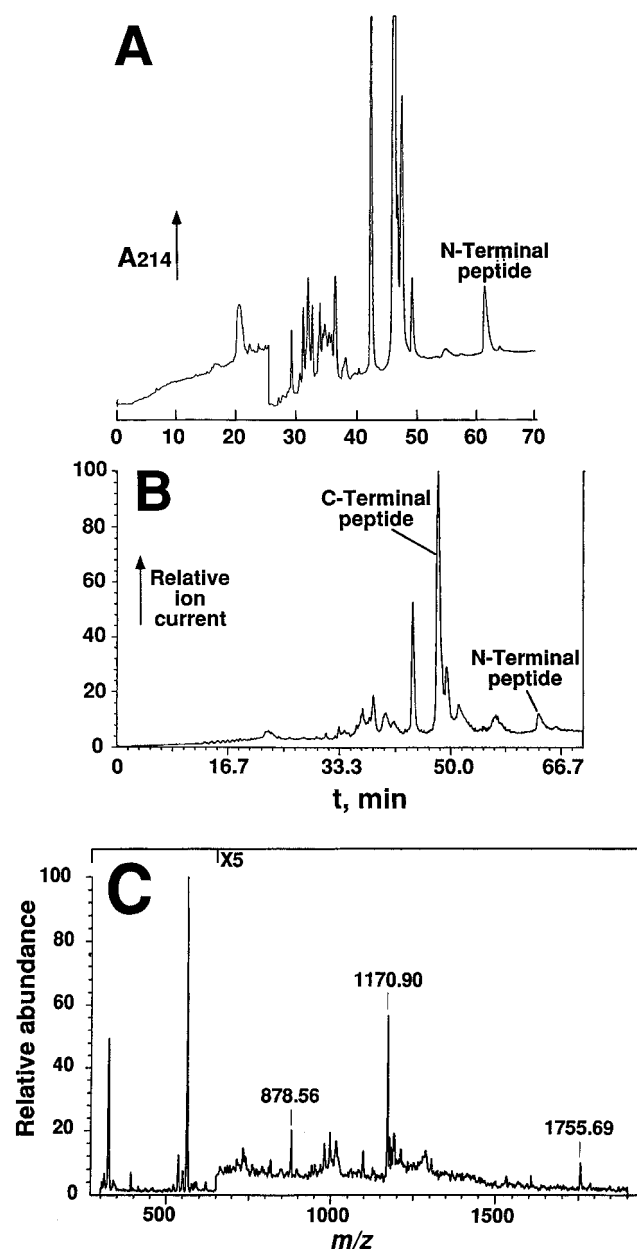 A
A214
N-Terminal
peptide
0 10 20 30 40 50 60 70
B
100
80
60
40
20
0
Relative
ion
current
C-Terminal
peptide
N-Terminal
peptide
0 16.7 33.3 50.0 66.7
t, min
C
X5
100
80
60
40
20
0
Relative abundance
878.56
1170.90
1755.69
500 1000 1500
m/z